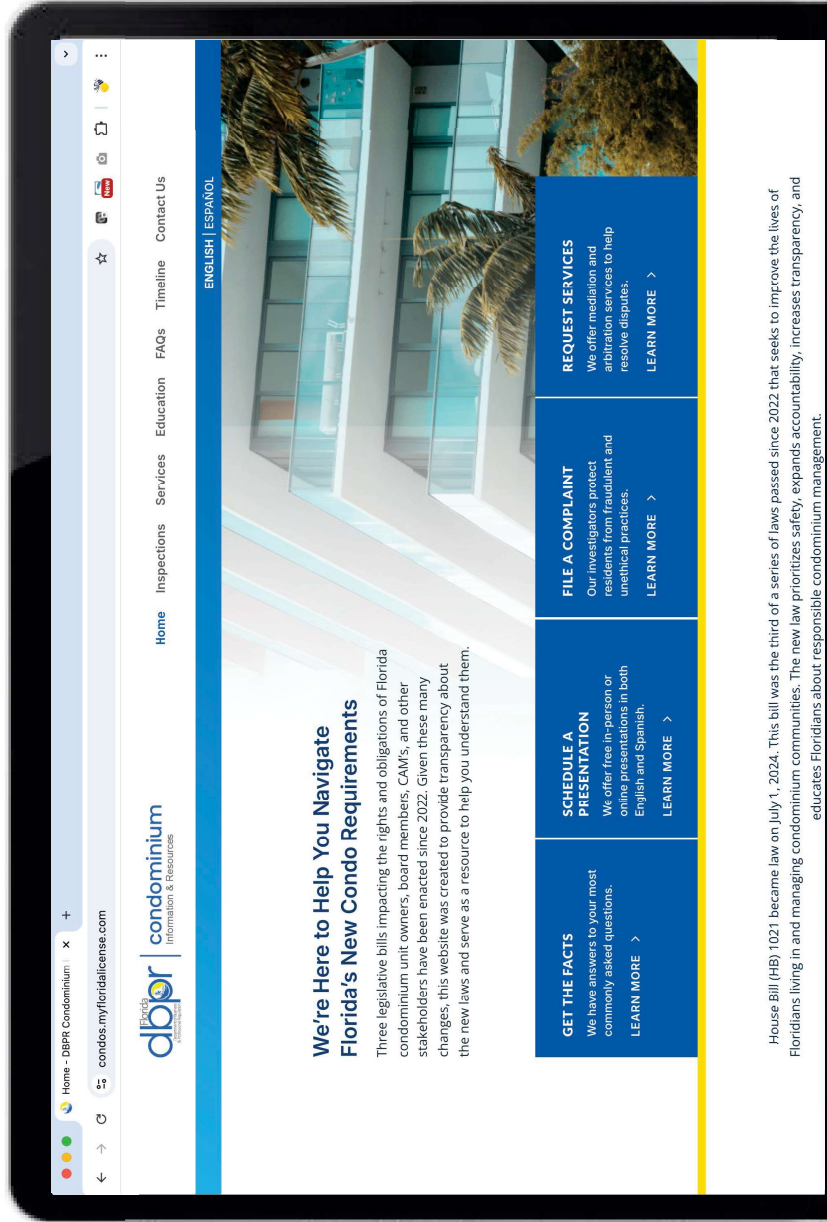 Home - DBPR Condominium
condos.myfloridalicense.com
New
Florida
dbpr
condominium
Information & Resources
Home
Inspections
Services
Education
FAQs
Timeline
Contact Us
ENGLISH | ESPAÑOL
We're Here to Help You Navigate
Florida's New Condo Requirements
Three legislative bills impacting the rights and obligations of Florida
condominium unit owners, board members, CAM's, and other
stakeholders have been enacted since 2022. Given these many
changes, this website was created to provide transparency about
the new laws and serve as a resource to help you understand them.
GET THE FACTS
We have answers to your most
commonly asked questions.
LEARN MORE >
SCHEDULE A
PRESENTATION
We offer free in-person or
online presentations in both
English and Spanish.
LEARN MORE >
FILE A COMPLAINT
Our investigators protect
residents from fraudulent and
unethical practices.
LEARN MORE >
REQUEST SERVICES
We offer mediation and
arbitration services to help
resolve disputes.
LEARN MORE >
House Bill (HB) 1021 became law on July 1, 2024. This bill was the third of a series of laws passed since 2022 that seeks to improve the lives of
Floridians living in and managing condominium communities. The new law prioritizes safety, expands accountability, increases transparency, and
educates Floridians about responsible condominium management.